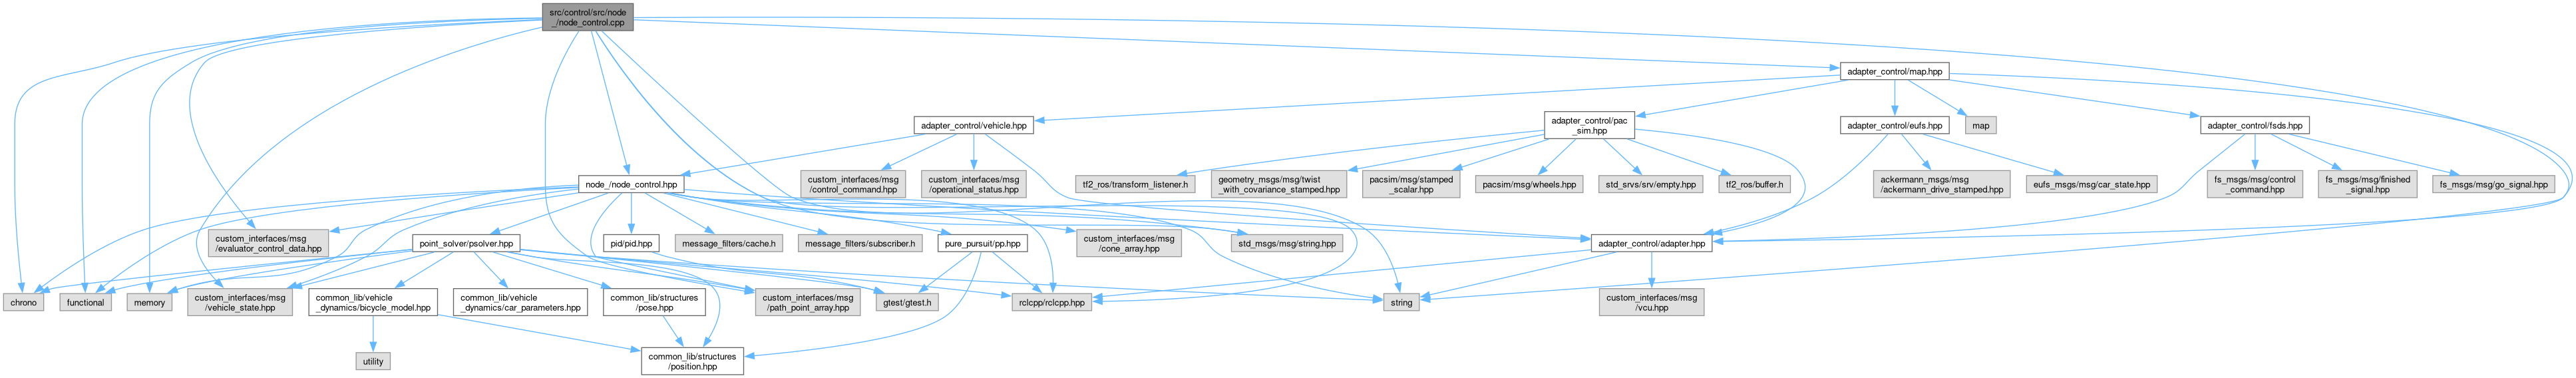 src/control/src/node
_/node_control.cpp
adapter_control/map.hpp
adapter_control/vehicle.hpp
adapter_control/pac
_sim.hpp
adapter_control/eufs.hpp
map
adapter_control/fsds.hpp
node_/node_control.hpp
custom_interfaces/msg
/control_command.hpp
custom_interfaces/msg
/operational_status.hpp
tf2_ros/transform_listener.h
geometry_msgs/msg/twist
_with_covariance_stamped.hpp
pacsim/msg/stamped
_scalar.hpp
pacsim/msg/wheels.hpp
std_srvs/srv/empty.hpp
tf2_ros/buffer.h
ackermann_msgs/msg
/ackermann_drive_stamped.hpp
eufs_msgs/msg/car_state.hpp
fs_msgs/msg/control
_command.hpp
fs_msgs/msg/finished
_signal.hpp
fs_msgs/msg/go_signal.hpp
custom_interfaces/msg
/evaluator_control_data.hpp
point_solver/psolver.hpp
pid/pid.hpp
message_filters/cache.h
message_filters/subscriber.h
pure_pursuit/pp.hpp
custom_interfaces/msg
/cone_array.hpp
std_msgs/msg/string.hpp
adapter_control/adapter.hpp
chrono
functional
memory
custom_interfaces/msg
/vehicle_state.hpp
common_lib/vehicle
_dynamics/bicycle_model.hpp
common_lib/vehicle
_dynamics/car_parameters.hpp
common_lib/structures
/pose.hpp
custom_interfaces/msg
/path_point_array.hpp
gtest/gtest.h
rclcpp/rclcpp.hpp
string
custom_interfaces/msg
/vcu.hpp
utility
common_lib/structures
/position.hpp